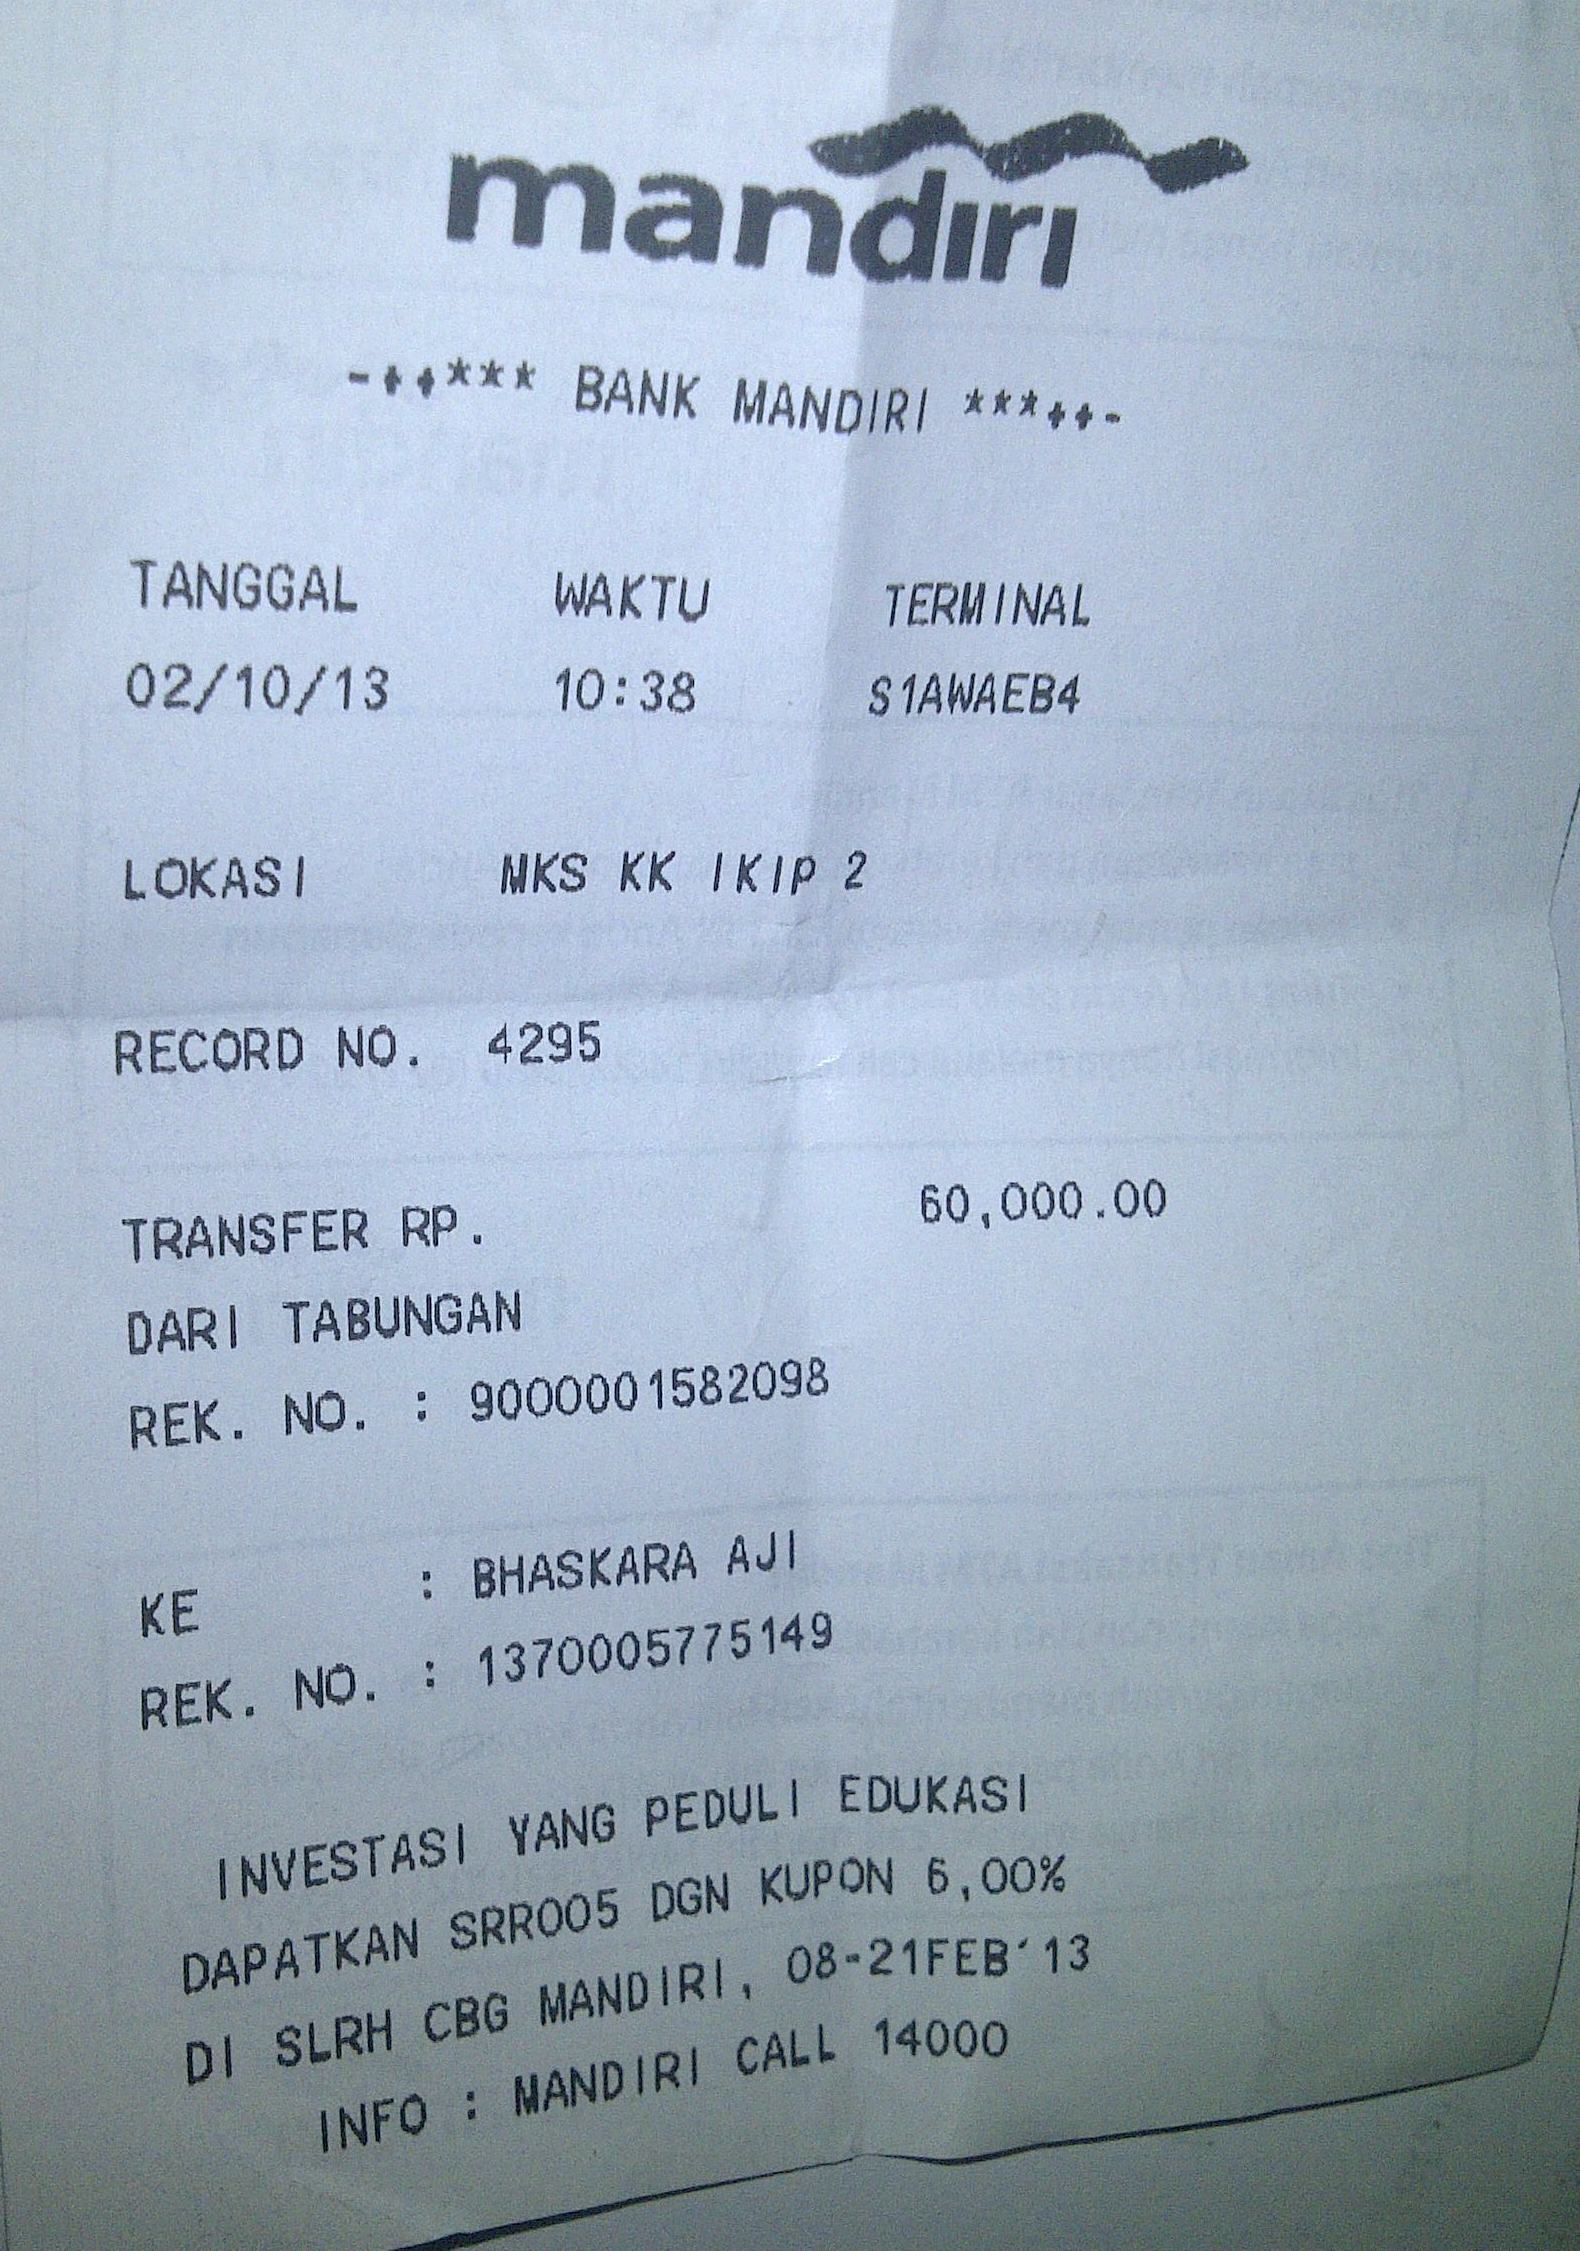 mandiri
-++*** BANK MANDIRI ***++-
TANGGAL WAKTU TERMINAL
02/10/13 10:38 S1AWAEB4
LOKASI MKS KK IKIP 2
RECORD NO. 4295
TRANSFER RP. 60,000.00
DARI TABUNGAN
REK. NO. : 9000001582098
KE : BHASKARA AJI
REK. NO. : 1370005775149
INVESTASI YANG PEDULI EDUKASI
DAPATKAN SRR005 DGN KUPON 6,00%
DI SLRH CBG MANDIRI, 08-21FEB'13
INFO : MANDIRI CALL 14000